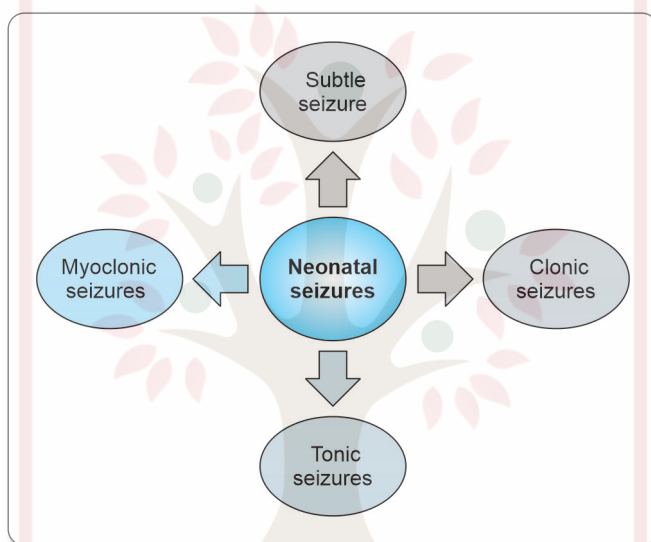 Subtle
seizure
Myoclonic
seizures
Neonatal
seizures
Clonic
seizures
Tonic
seizures